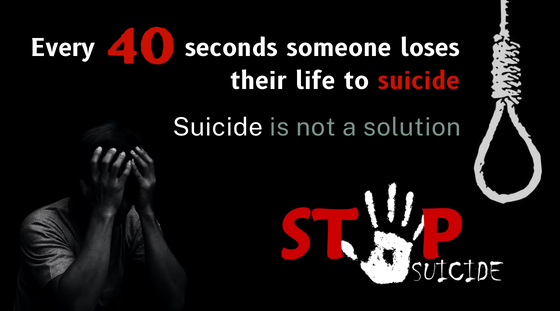 Every 40 seconds someone loses
their life to suicide
Suicide is not a solution
STOP
SUICIDE